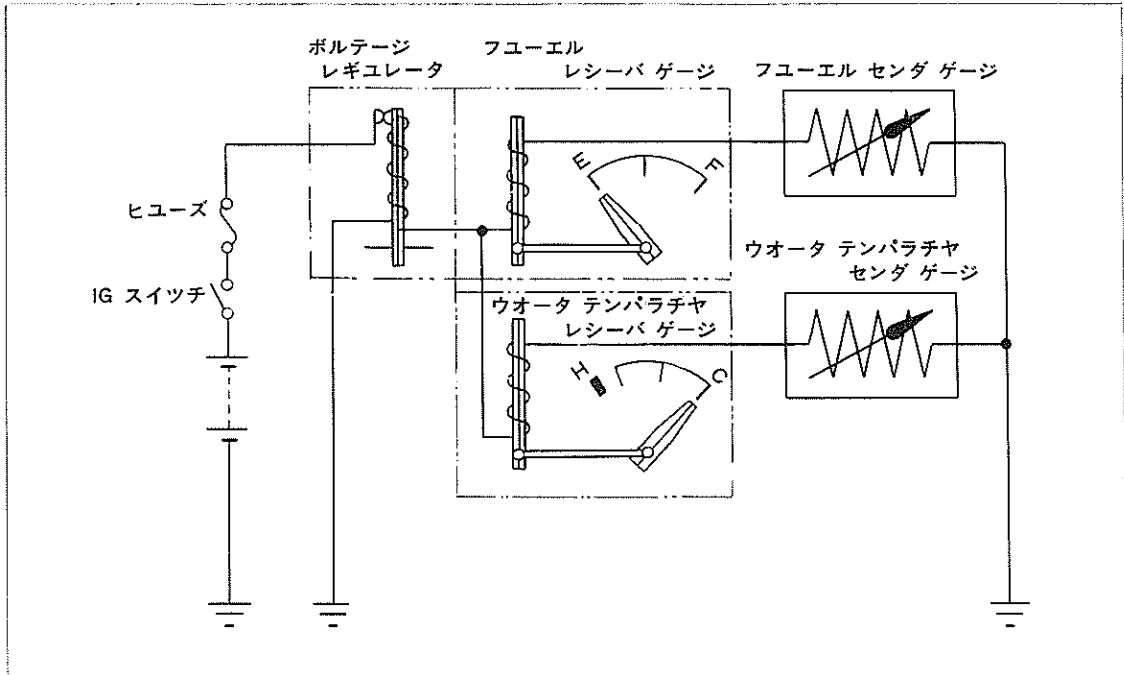 ボルテージ
レギュレータ
フユーエル
レシーバ ゲージ
フユーエル センダ ゲージ
E
F
ヒユーズ
IG スイッチ
ウオータ テンパラチヤ
センダ ゲージ
ウオータ テンパラチヤ
レシーバ ゲージ
H
C